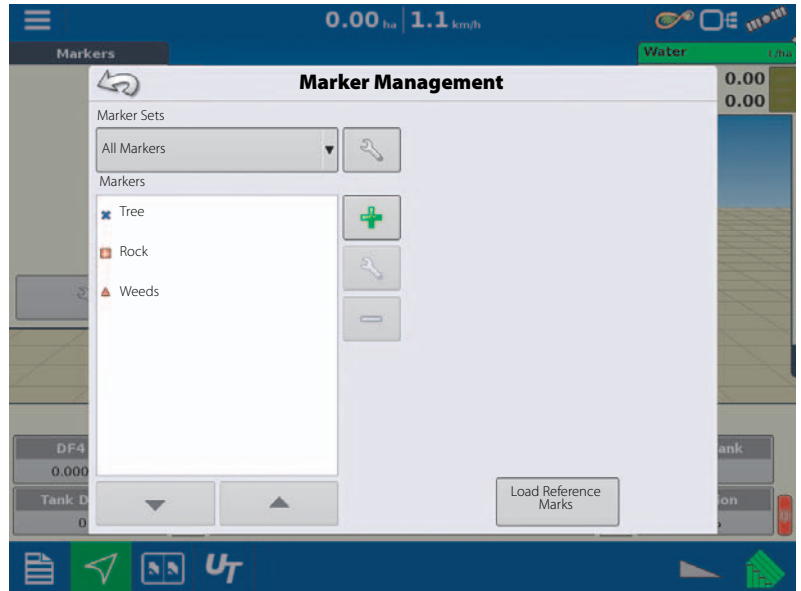 0.00 ha 1.1 km/h
Markers
Water
0.00
0.00
Marker Management
Marker Sets
All Markers
Markers
Tree
Rock
Weeds
DF4
0.000
Tank D
0
ank
ion
Load Reference
Marks
UT